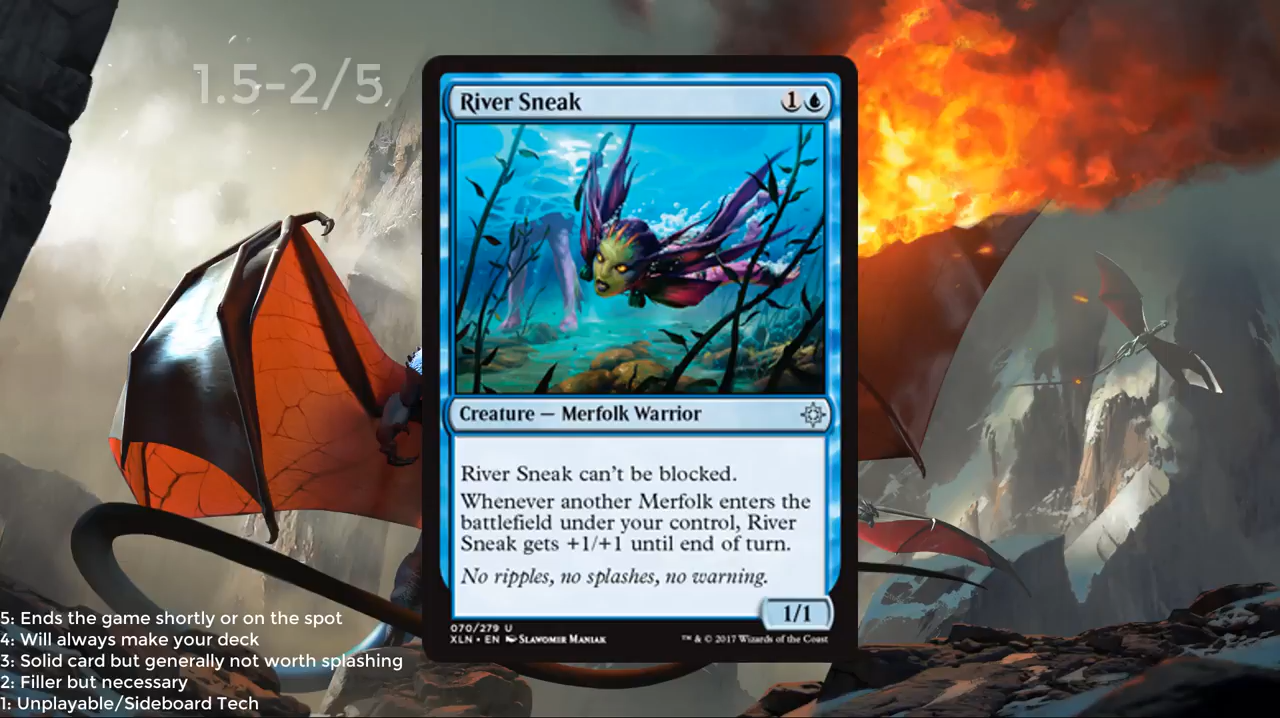 1.5-2/5
River Sneak
1
Creature — Merfolk Warrior
River Sneak can't be blocked.
Whenever another Merfolk enters the
battlefield under your control, River
Sneak gets +1/+1 until end of turn.
No ripples, no splashes, no warning.
1/1
070/279 U
XLN • EN Slawomir Maniak
™ & © 2017 Wizards of the Coast
5: Ends the game shortly or on the spot
4: Will always make your deck
3: Solid card but generally not worth splashing
2: Filler but necessary
1: Unplayable/Sideboard Tech